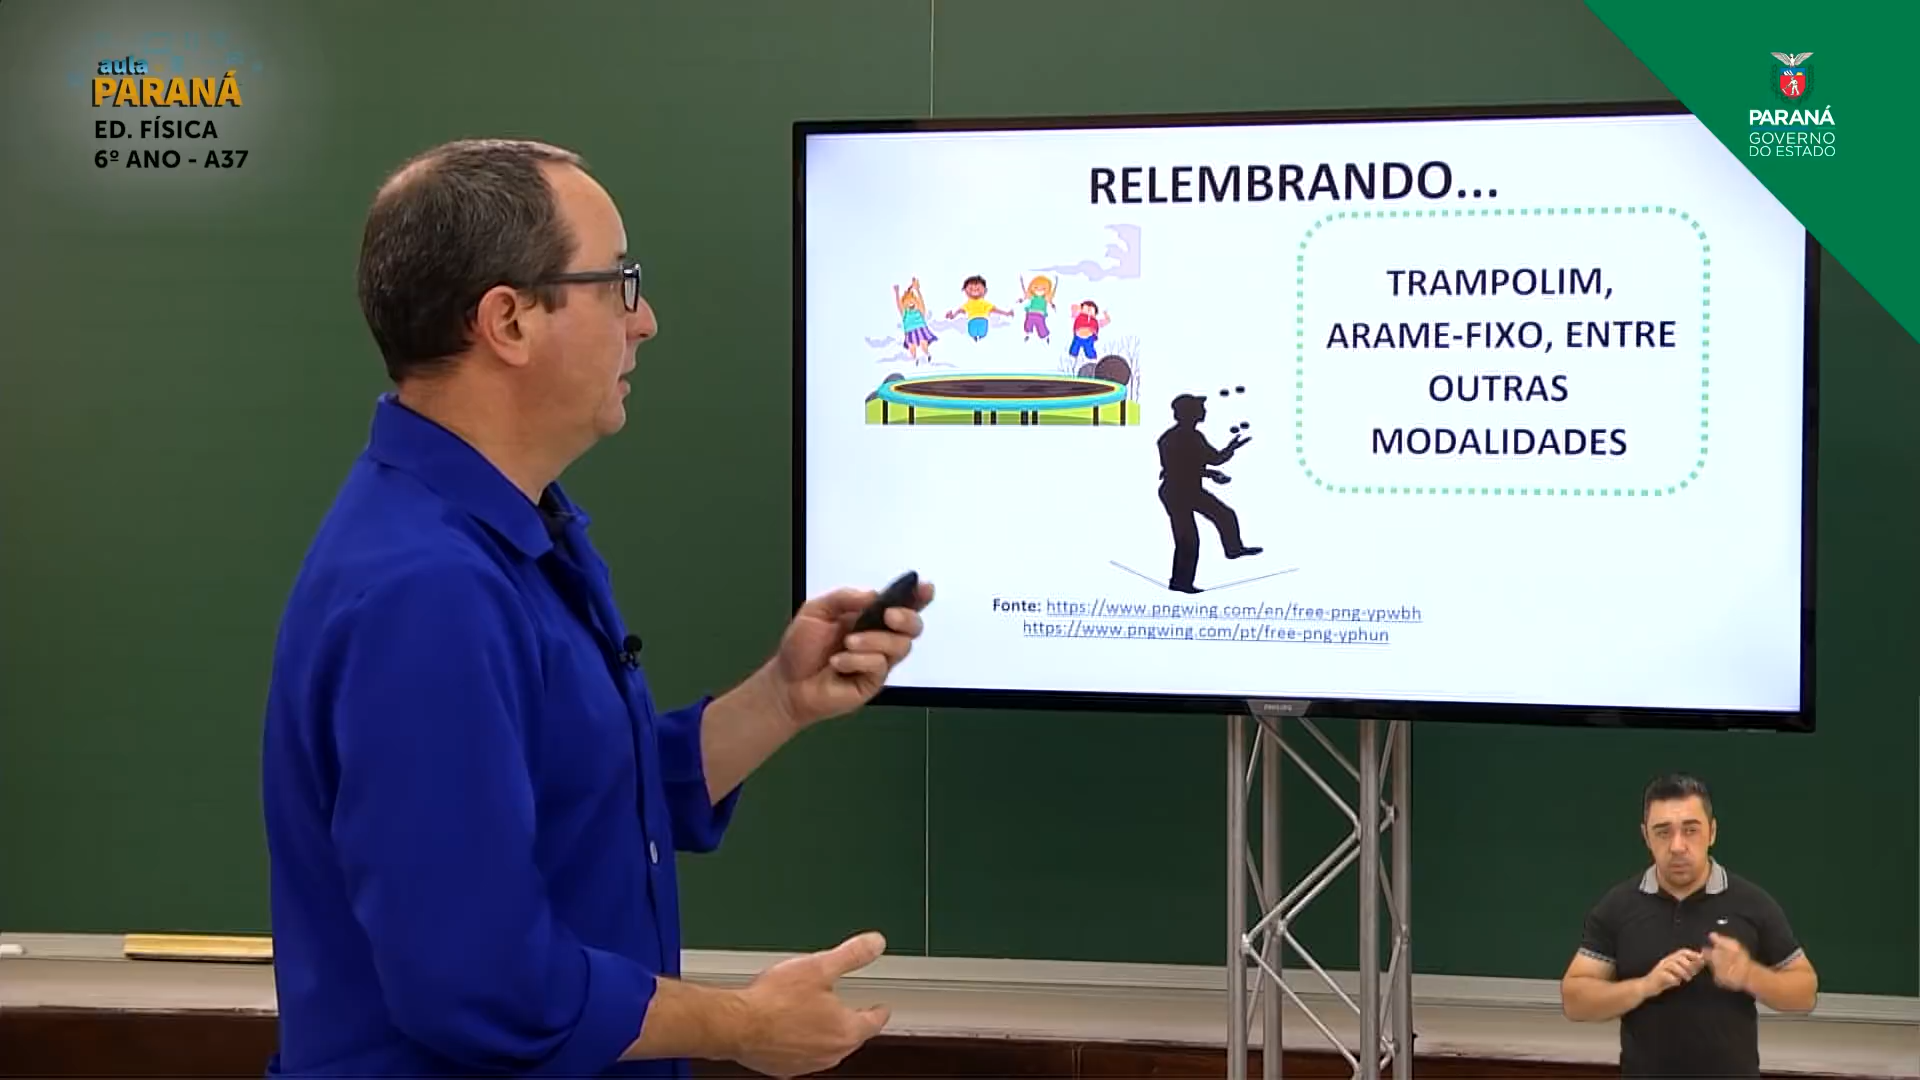 aula
PARANÁ
ED. FÍSICA
6º ANO - A37
PARANÁ
GOVERNO
DO ESTADO
RELEMBRANDO...
TRAMPOLIM,
ARAME-FIXO, ENTRE
OUTRAS
MODALIDADES
Fonte: https://www.pngwing.com/en/free-png-ypwbh
https://www.pngwing.com/pt/free-png-yphun
PHILIPS